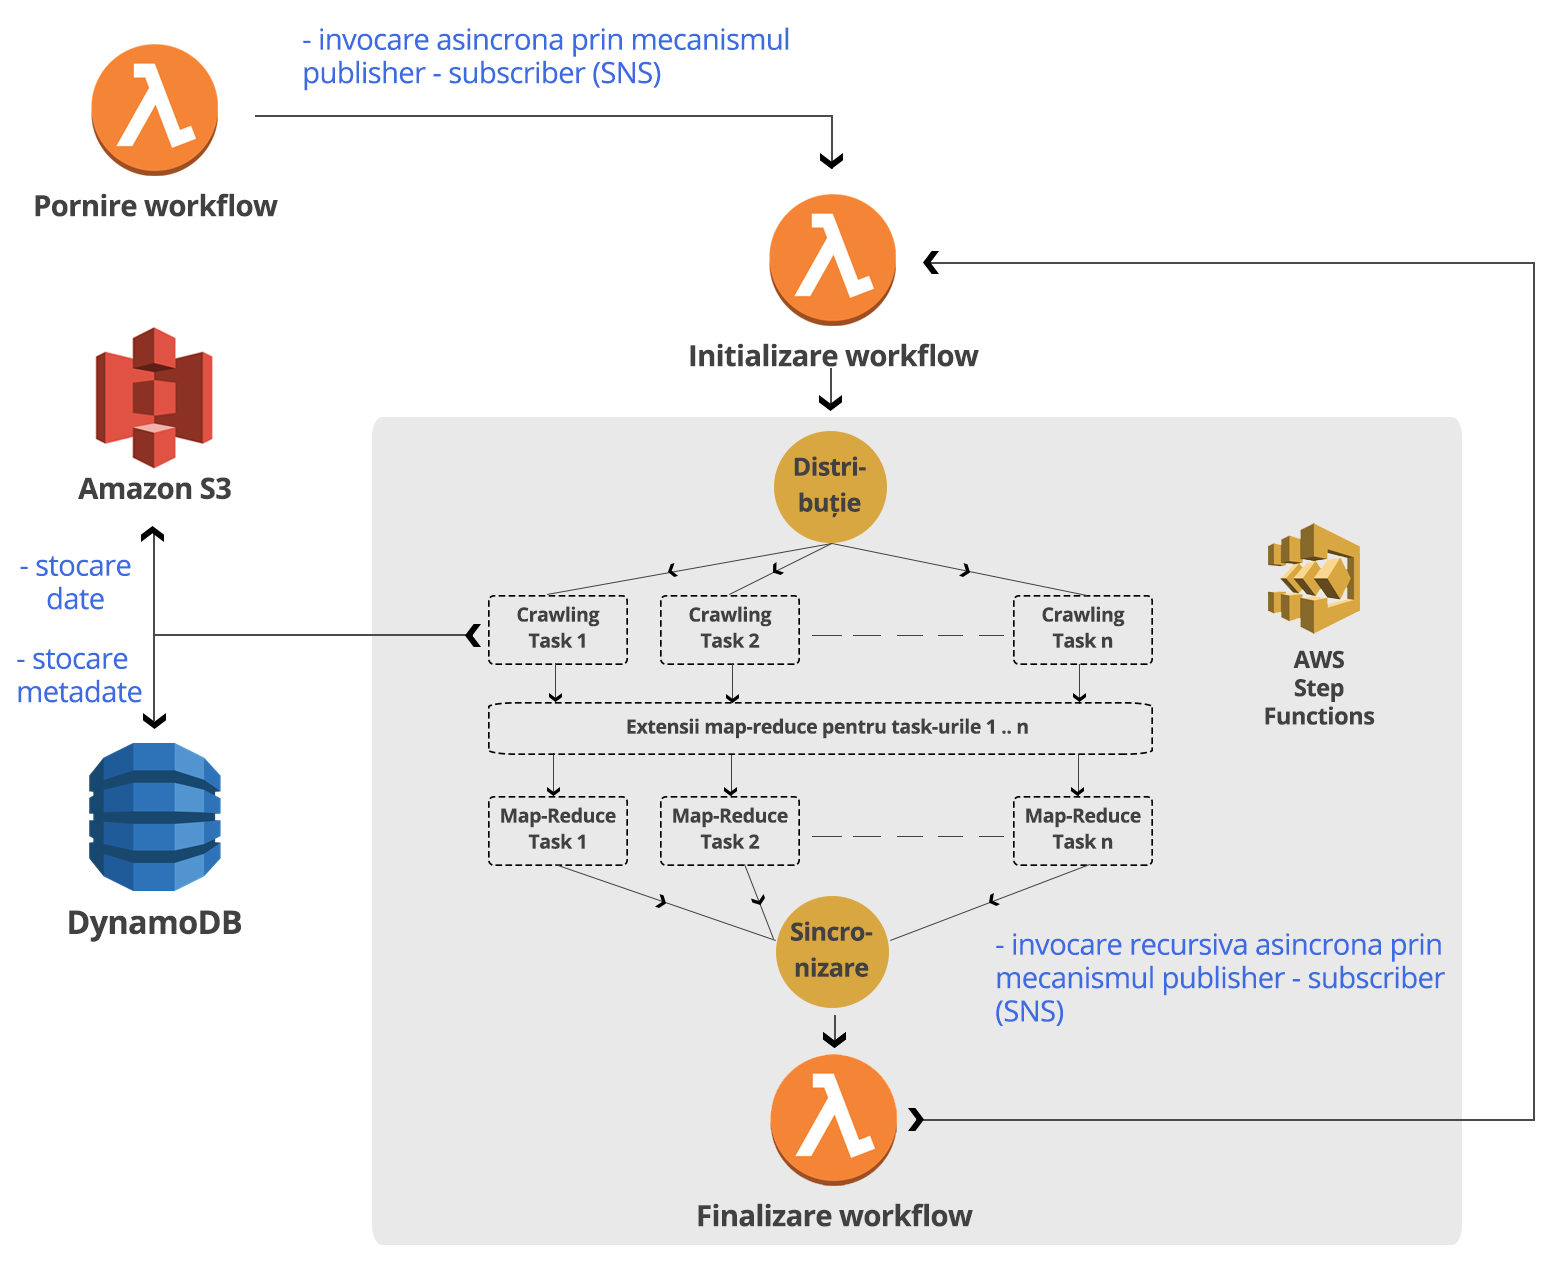 - invocare asincrona prin mecanismul
publisher - subscriber (SNS)
Pornire workflow
Initializare workflow
Amazon S3
- stocare
date
- stocare
metadate
DynamoDB
Distri-
buție
Crawling
Task 1
Crawling
Task 2
Crawling
Task n
AWS
Step
Functions
Extensii map-reduce pentru task-urile 1 .. n
Map-Reduce
Task 1
Map-Reduce
Task 2
Map-Reduce
Task n
Sincro-
nizare
- invocare recursiva asincrona prin
mecanismul publisher - subscriber
(SNS)
Finalizare workflow